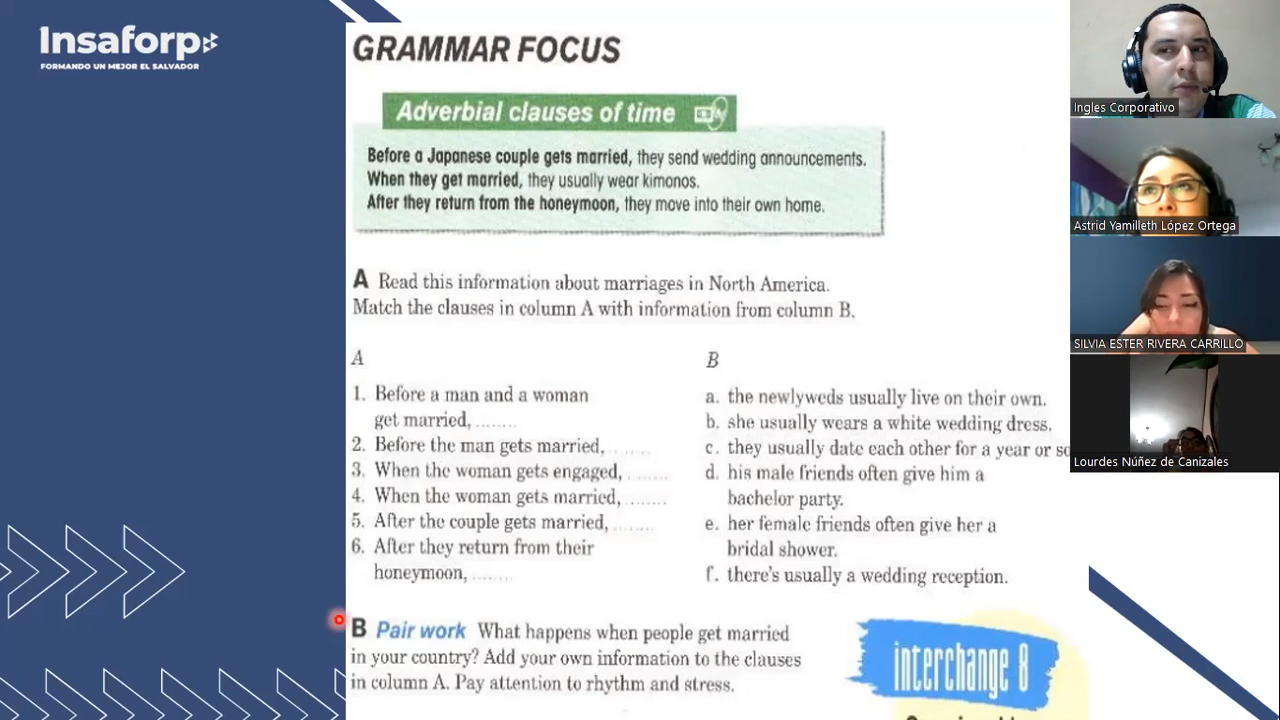 Insaforp
FORMANDO UN MEJOR EL SALVADOR
GRAMMAR FOCUS
Adverbial clauses of time
Before a Japanese couple gets married, they send wedding announcements.
When they get married, they usually wear kimonos.
After they return from the honeymoon, they move into their own home.
A Read this information about marriages in North America.
Match the clauses in column A with information from column B.
A
1. Before a man and a woman
get married, ........
2. Before the man gets married, ........
3. When the woman gets engaged, ........
4. When the woman gets married, ........
5. After the couple gets married, ........
6. After they return from their
honeymoon, ........
B
a. the newlyweds usually live on their own.
b. she usually wears a white wedding dress.
c. they usually date each other for a year or so
d. his male friends often give him a
bachelor party.
e. her female friends often give her a
bridal shower.
f. there's usually a wedding reception.
B Pair work What happens when people get married
in your country? Add your own information to the clauses
in column A. Pay attention to rhythm and stress.
interchange 8
Ingles Corporativo
Astrid Yamilleth López Ortega
SILVIA ESTER RIVERA CARRILLO
Lourdes Núñez de Canizales